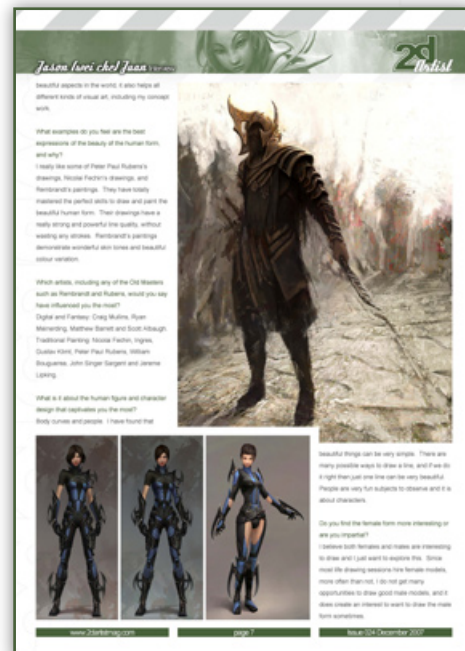 Jason Iwei chel Juan Interview
2d
Artist
beautiful aspects in the world; it also helps all
different kinds of visual art, including my concept
work.
What examples do you feel are the best
expressions of the beauty of the human form,
and why?
I really like some of Peter Paul Rubens's
drawings, Nicolai Fechin's drawings, and
Rembrandt's paintings. They have totally
mastered the perfect skills to draw and paint the
beautiful human form. Their drawings have a
really strong and powerful line quality, without
wasting any strokes. Rembrandt's paintings
demonstrate wonderful skin tones and beautiful
colour variation.
Which artists, including any of the Old Masters
such as Rembrandt and Rubens, would you say
have influenced you the most?
Digital and Fantasy: Craig Mullins, Ryan
Meinerding, Matthew Barrett and Scott Albaugh.
Traditional Painting: Nicolai Fechin, Ingres,
Gustav Klimt, Peter Paul Rubens, William
Bouguerea, John Singer Sargant and Jereme
Lipking.
What is it about the human figure and character
design that captivates you the most?
Body curves and people. I have found that
beautiful things can be very simple. There are
many possible ways to draw a line, and if we do
it right then just one line can be very beautiful.
People are very fun subjects to observe and it is
about characters.
Do you find the female form more interesting or
are you impartial?
I believe both females and males are interesting
to draw and I just want to explore this. Since
most life drawing sessions hire female models,
more often than not, I do not get many
opportunities to draw good male models, and it
does create an interest to want to draw the male
form sometimes.
www.2dartistmag.com
page 7
Issue 024 December 2007